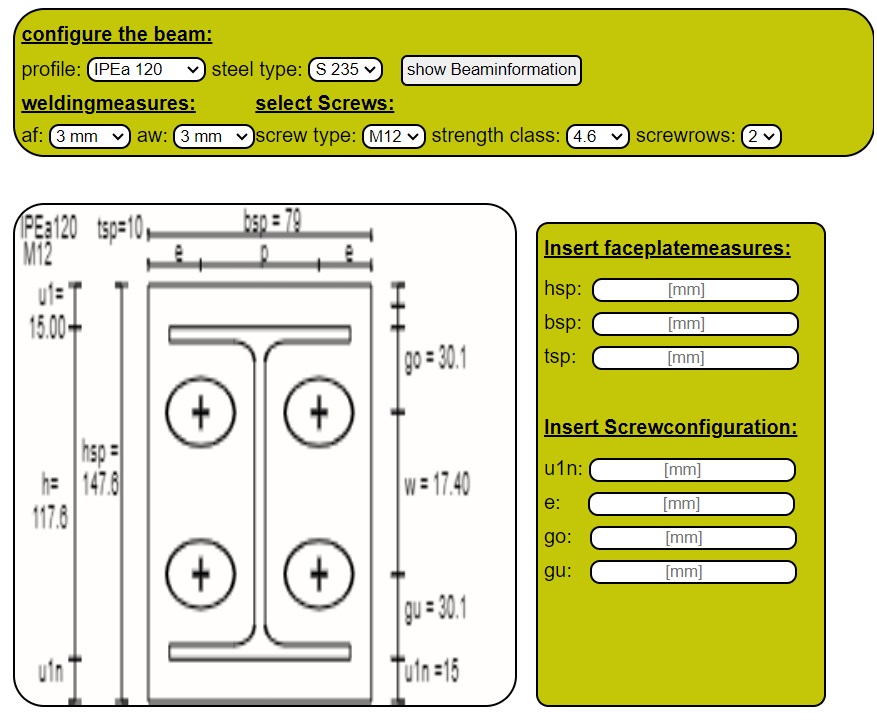 configure the beam:
profile: IPEa 120 steel type: S 235 show Beaminformation
weldingmeasures: select Screws:
af: 3 mm aw: 3 mm screw type: M12 strength class: 4.6 screwrows: 2
IPEa120 tsp=10 bsp = 79
M12 e p e
u1=
15.00
go = 30.1
hsp =
147.6
h=
117.6
w = 17.40
gu = 30.1
u1n
u1n =15
Insert faceplatemeasures:
hsp: [mm]
bsp: [mm]
tsp: [mm]
Insert Screwconfiguration:
u1n: [mm]
e: [mm]
go: [mm]
gu: [mm]